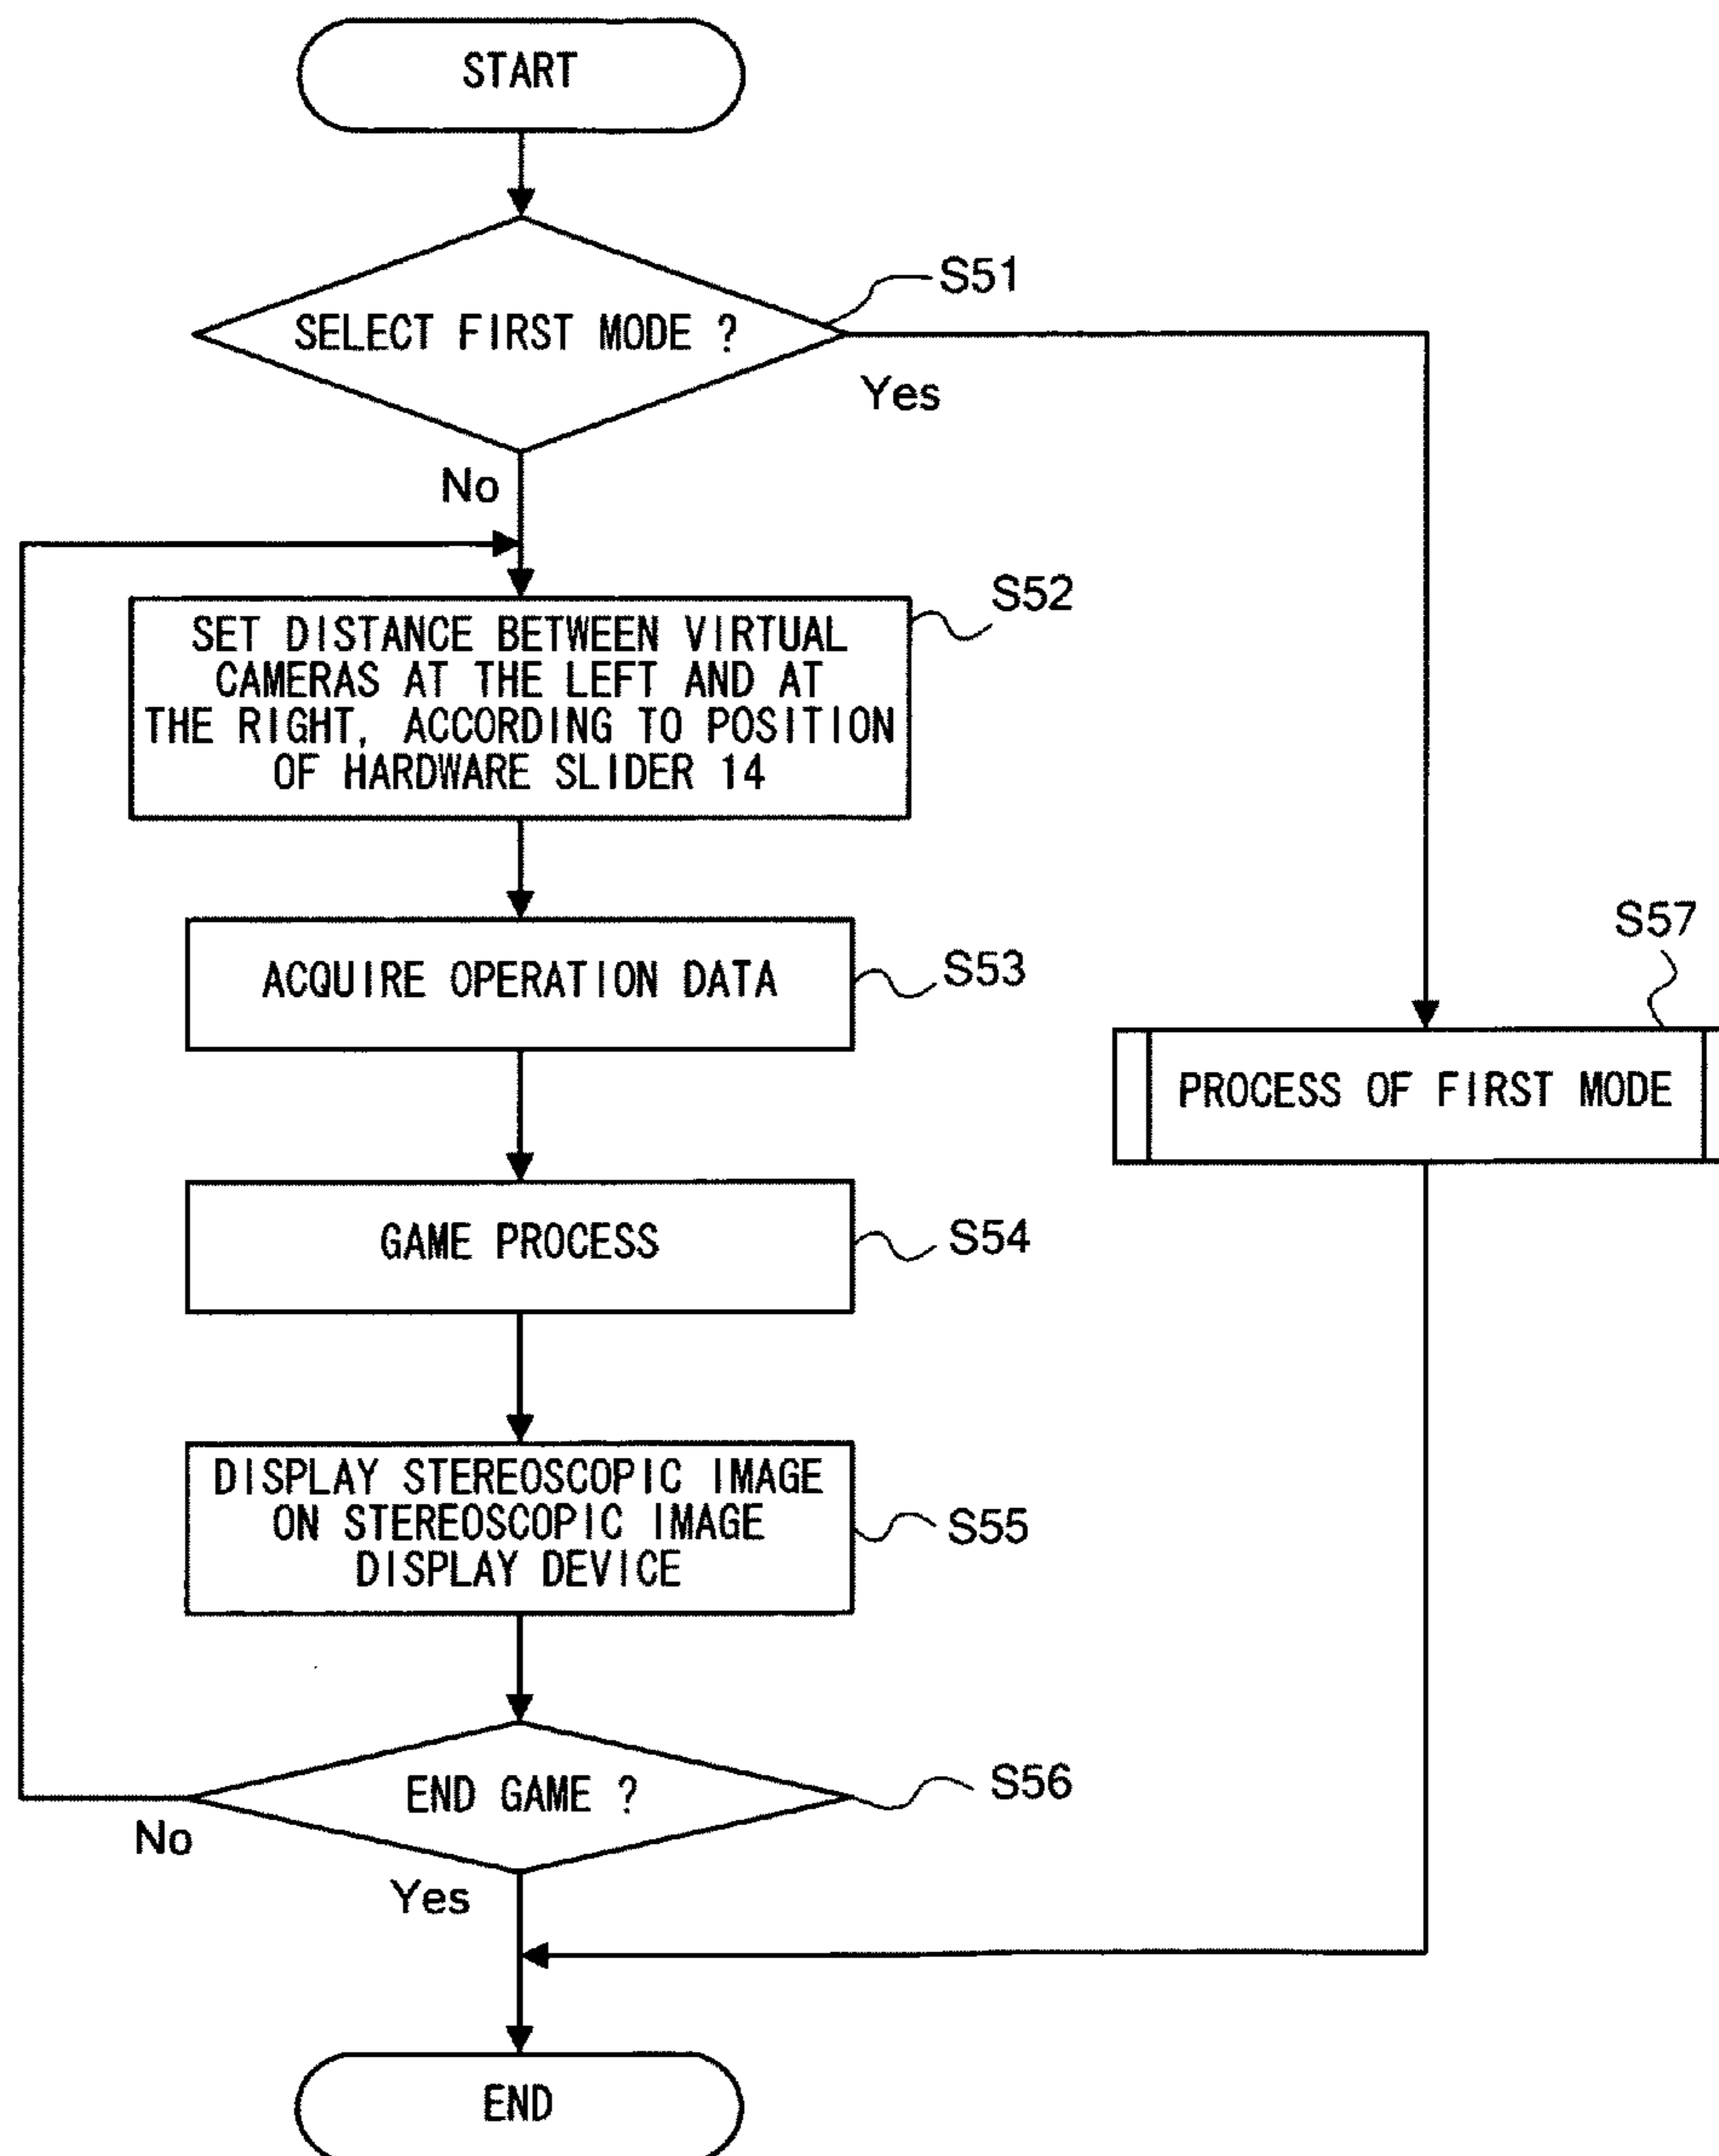 START
SELECT FIRST MODE ?
S51
Yes
No
SET DISTANCE BETWEEN VIRTUAL
CAMERAS AT THE LEFT AND AT
THE RIGHT, ACCORDING TO POSITION
OF HARDWARE SLIDER 14
S52
ACQUIRE OPERATION DATA
S53
S57
PROCESS OF FIRST MODE
GAME PROCESS
S54
DISPLAY STEREOSCOPIC IMAGE
ON STEREOSCOPIC IMAGE
DISPLAY DEVICE
S55
END GAME ?
S56
No
Yes
END